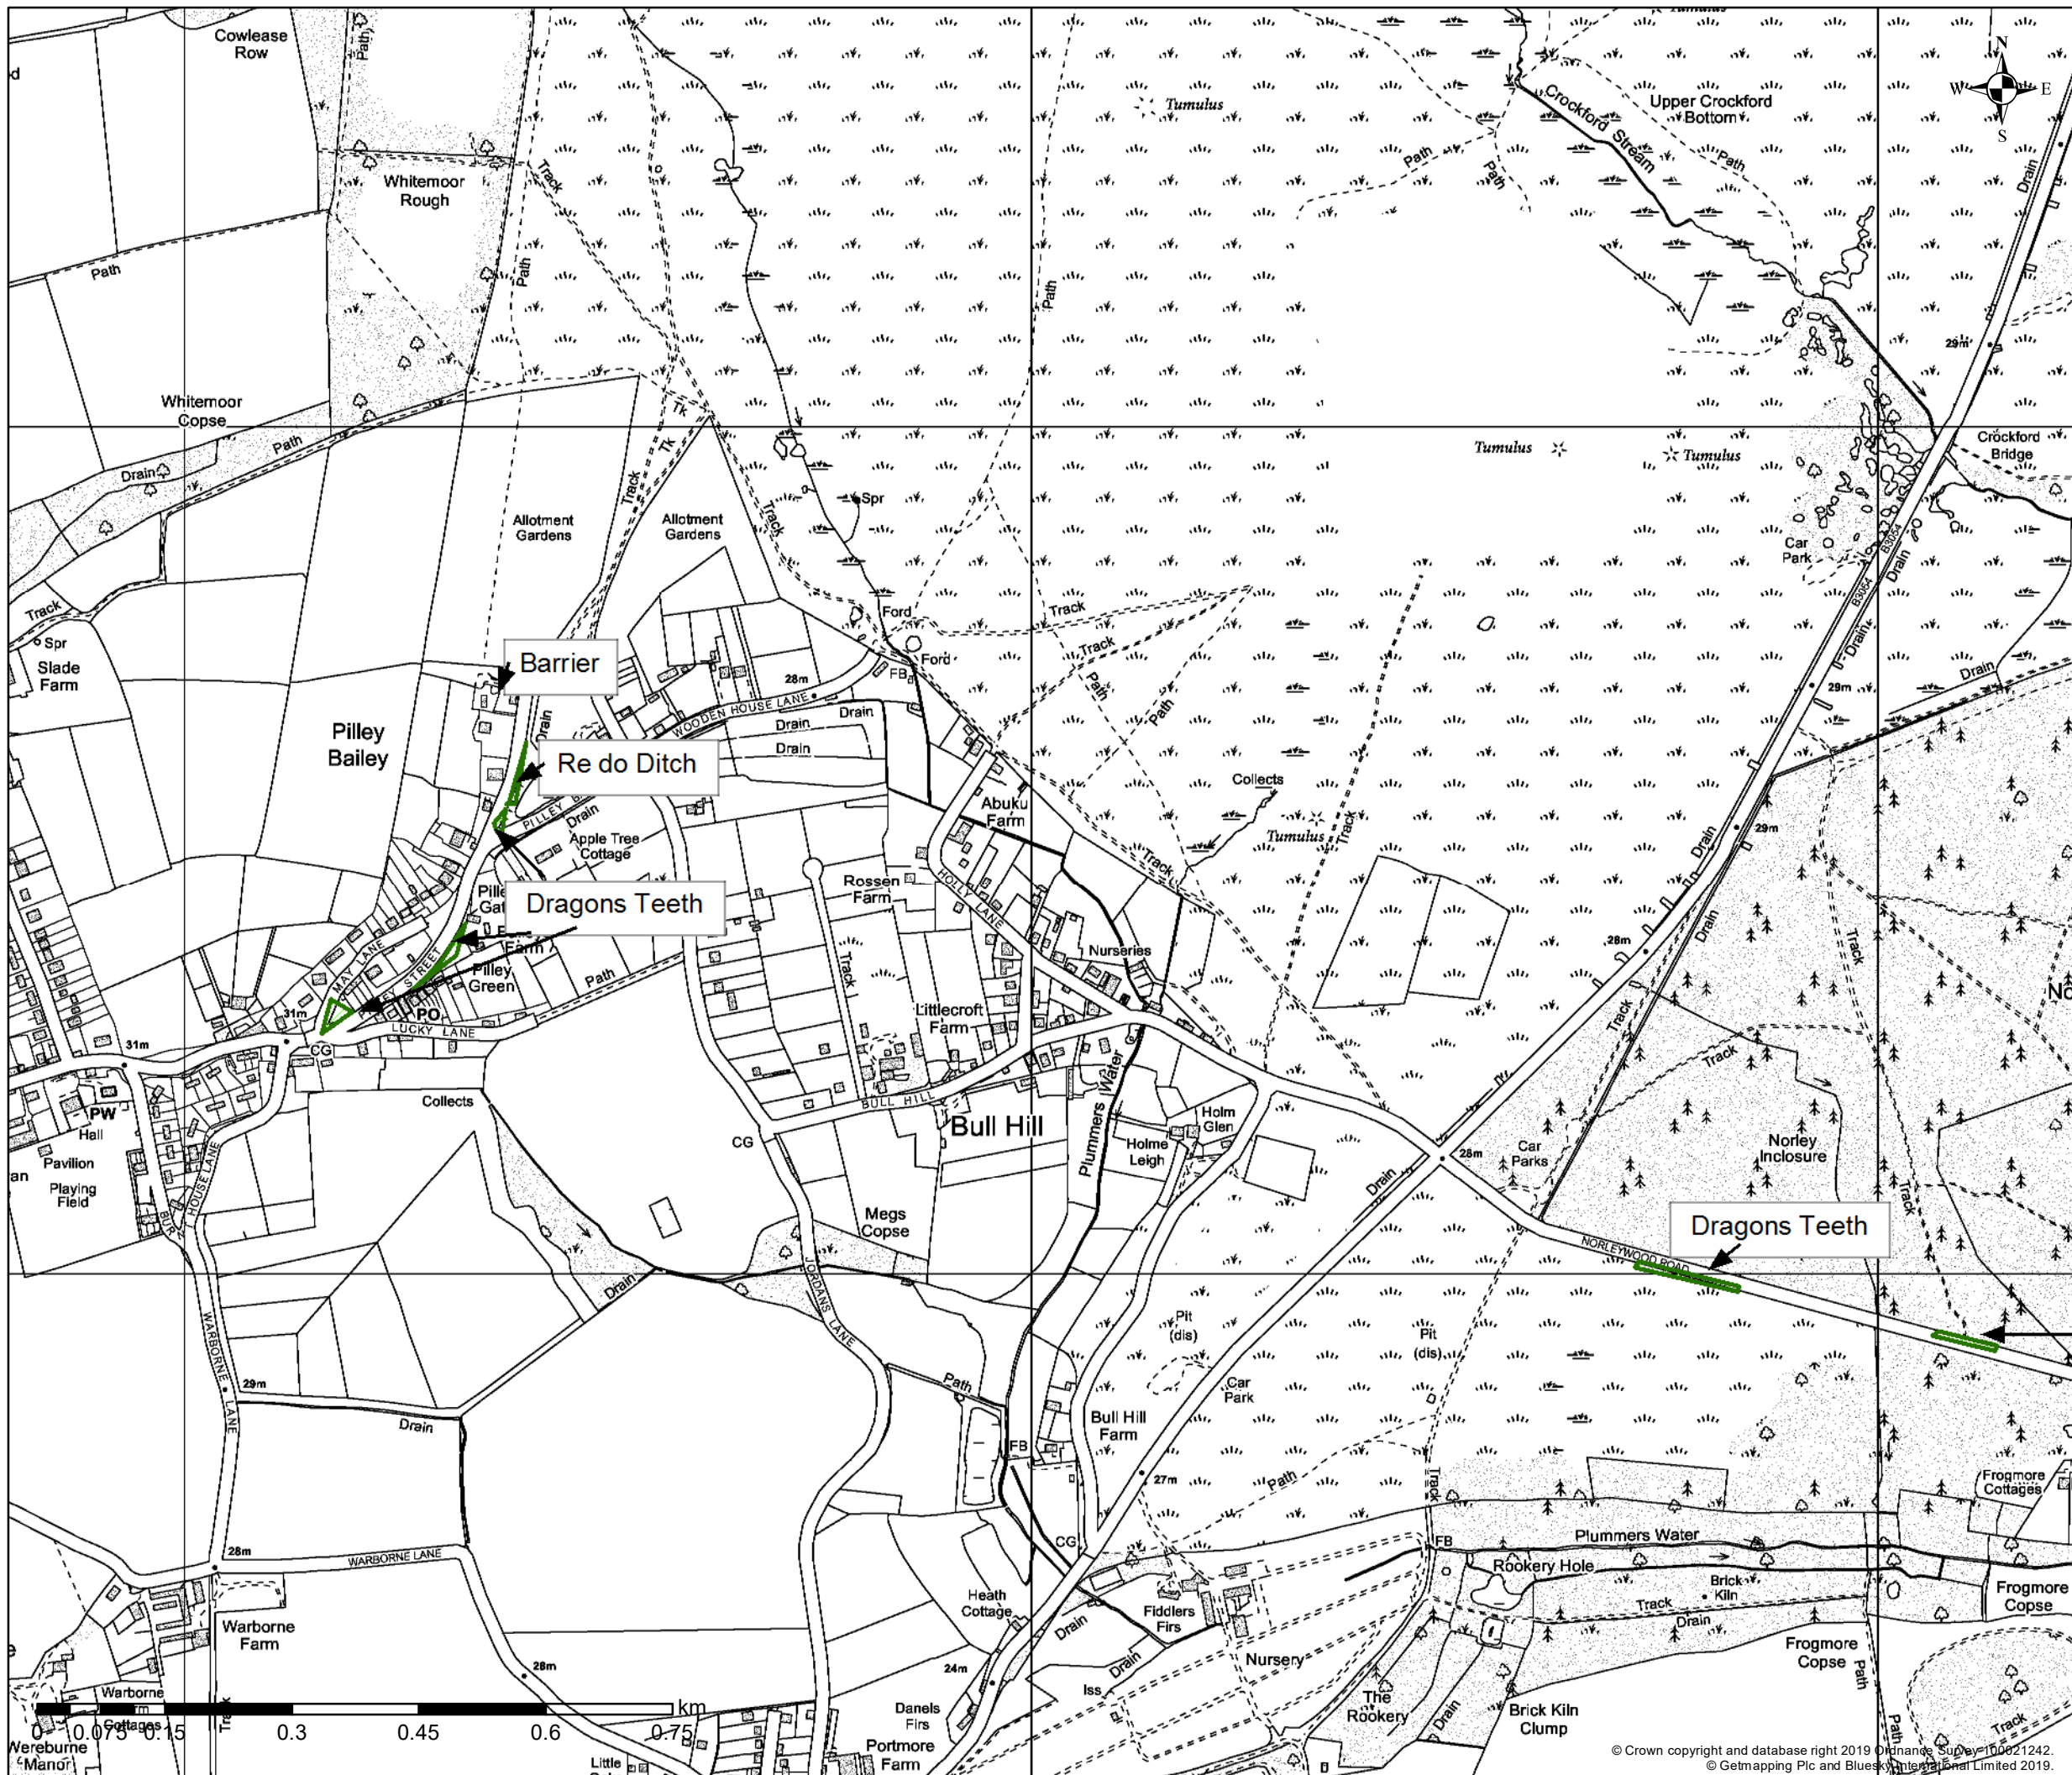 Cowlease
Row
Path
Tumulus
Tumulus
N
W
E
S
Crockford Stream
Upper Crockford
Bottom
Path
Path
Path
Drain
Whitemoor
Rough
Track
Path
Path
Path
29m
Whitemoor
Copse
Path
Drain
Tk
Tk
Track
Tumulus
Tumulus
Crockford
Bridge
Allotment
Gardens
Allotment
Gardens
Track
Spr
Car
Park
B3054
Drain
B3054
Drain
Track
Spr
Slade
Farm
Ford
Ford
FB
Track
Track
Path
Path
Drain
29m
Barrier
28m
WOODEN HOUSE LANE
Drain
Drain
Drain
Drain
Pilley
Bailey
Re do Ditch
PILLEY
Drain
Apple Tree
Cottage
Collects
Tumulus
Track
Abuku
Farm
29m
Drain
Drain
Track
Dragons Teeth
Rossen
Farm
HOLLY LANE
Farm
Pilley
Green
MAY LANE
STREET
Path
Track
Nurseries
28m
Track
Track
31m
PO
LUCKY LANE
CG
31m
Littlecroft
Farm
Track
PW
Hall
Pavilion
Playing
Field
HOUSE LANE
Collects
BULL HILL
Bull Hill
CG
Plummers Water
Holm
Glen
Holme
Leigh
Car
Parks
28m
Drain
Norley
Inclosure
Track
Megs
Copse
Dragons Teeth
NORLEYWOOD ROAD
Drain
JORDANS LANE
WARBORNE LANE
Pit
(dis)
Pit
(dis)
29m
Drain
Path
Car
Park
Bull Hill
Farm
FB
27m
Path
Track
Frogmore
Cottages
CG
28m
WARBORNE LANE
FB
Plummers Water
Rookery Hole
Brick
Kiln
Track
Drain
Frogmore
Copse
Warborne
Farm
Heath
Cottage
Drain
Fiddlers
Firs
Drain
Nursery
Iss
24m
28m
Frogmore
Copse
Path
Warborne
Cottages
Track
km
0 0.075 0.15 0.3 0.45 0.6 0.75
Danels
Firs
Portmore
Farm
The
Rookery
Drain
Brick Kiln
Clump
Path
Track
Wereburne
Manor
Little
© Crown copyright and database right 2019 Ordnance Survey 100021242.
© Getmapping Plc and Bluesky International Limited 2019.